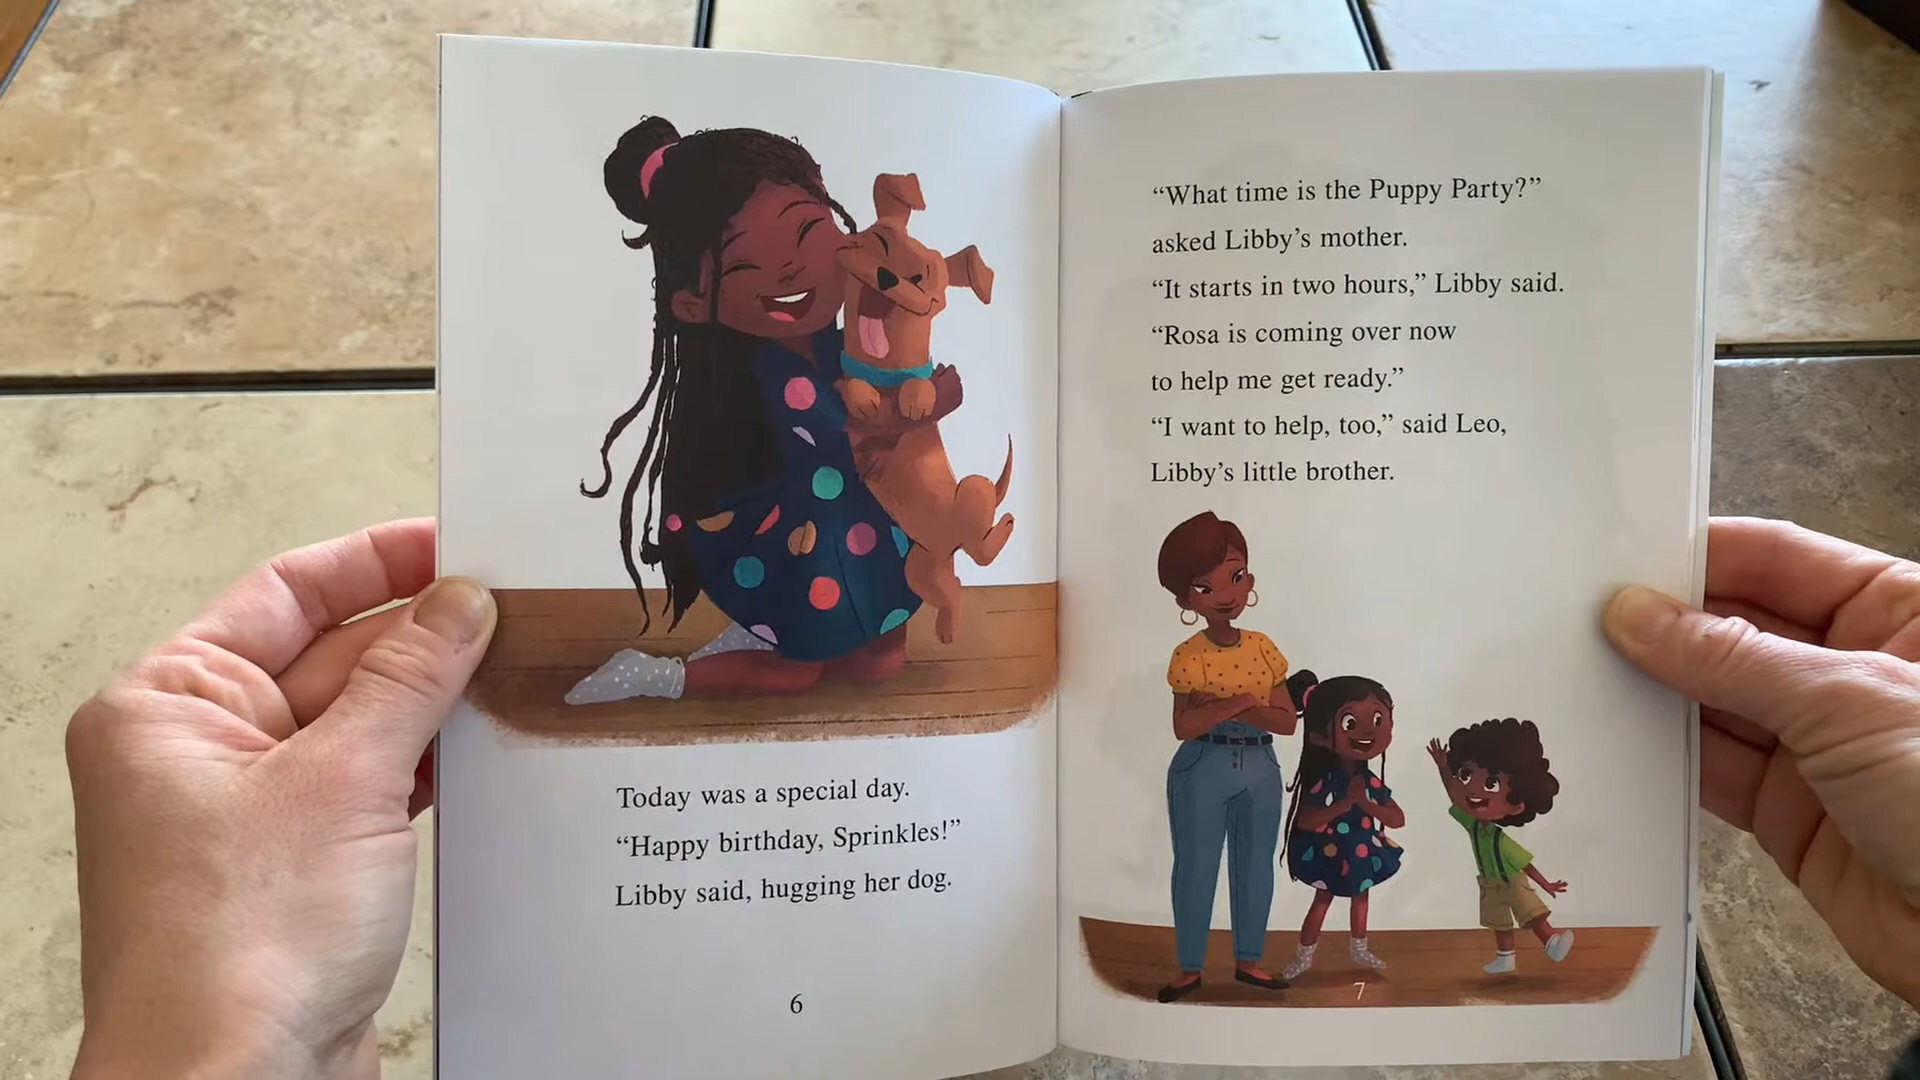 Today was a special day.
“Happy birthday, Sprinkles!”
Libby said, hugging her dog.
6
“What time is the Puppy Party?”
asked Libby’s mother.
“It starts in two hours,” Libby said.
“Rosa is coming over now
to help me get ready.”
“I want to help, too,” said Leo,
Libby’s little brother.
7